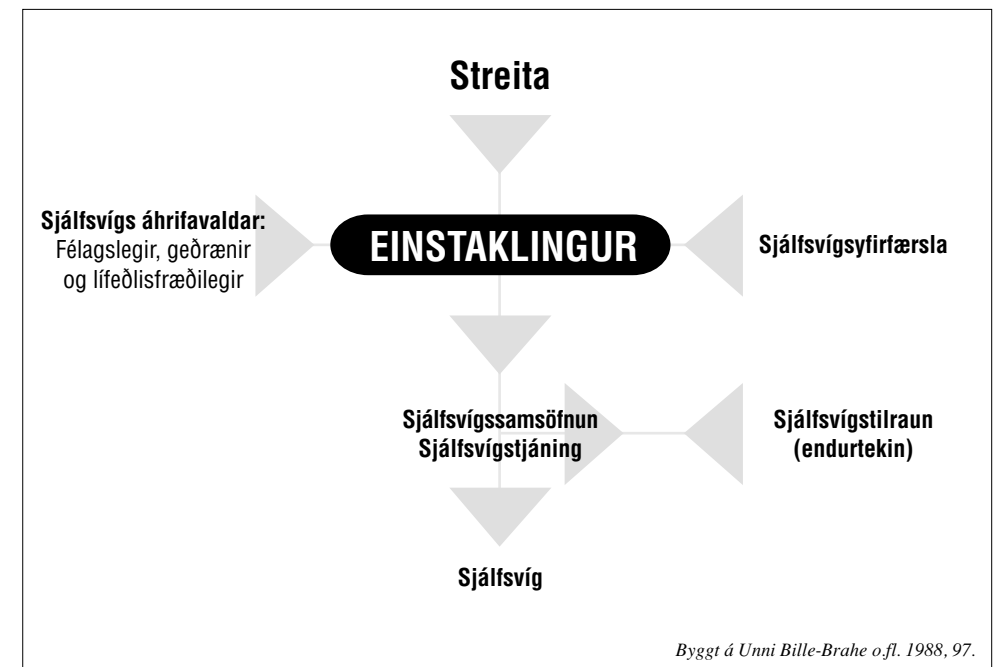 Streita
Sjálfsvígs áhrifavaldar:
Félagslegir, geðrænir
og lífeðlisfræðilegir
EINSTAKLINGUR
Sjálfsvígsyfirfærsla
Sjálfsvígssamsöfnun
Sjálfsvígstjáning
Sjálfsvígstilraun
(endurtekin)
Sjálfsvíg
Byggt á Unni Bille-Brahe o.fl. 1988, 97.